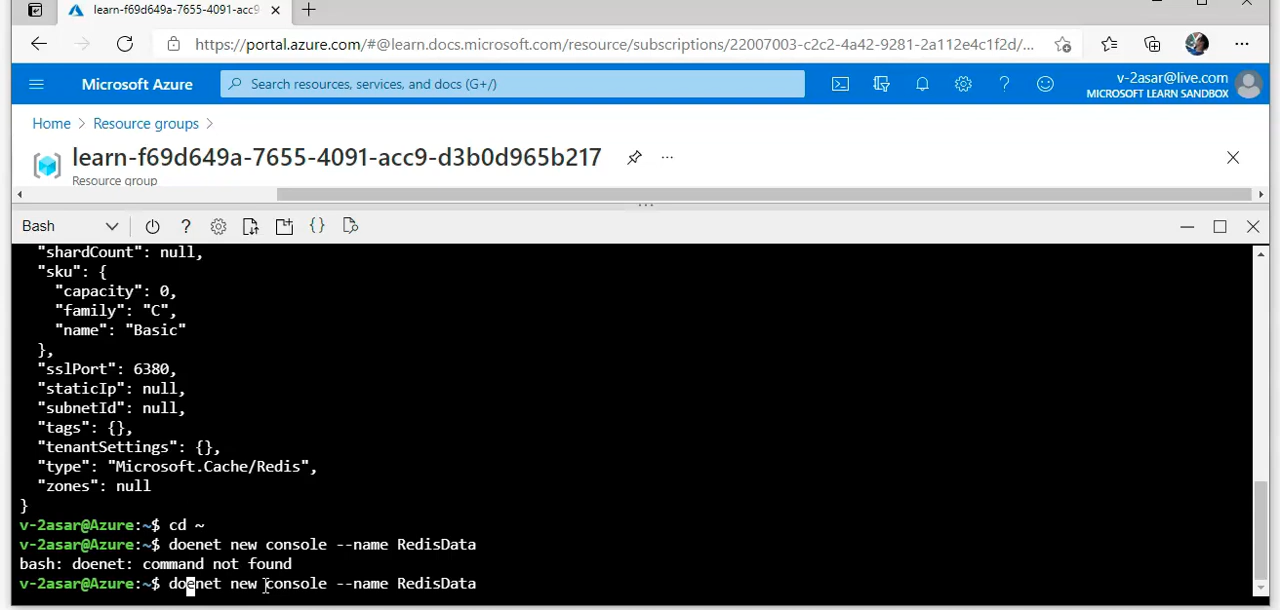 learn-f69d649a-7655-4091-acc9
https://portal.azure.com/#@learn.docs.microsoft.com/resource/subscriptions/22007003-c2c2-4a42-9281-2a112e4c1f2d/...
Microsoft Azure
Search resources, services, and docs (G+/)
v-2asar@live.com
MICROSOFT LEARN SANDBOX
Home > Resource groups >
learn-f69d649a-7655-4091-acc9-d3b0d965b217
Resource group
Bash
"shardCount": null,
"sku": {
"capacity": 0,
"family": "C",
"name": "Basic"
},
"sslPort": 6380,
"staticIp": null,
"subnetId": null,
"tags": {},
"tenantSettings": {},
"type": "Microsoft.Cache/Redis",
"zones": null
}
v-2asar@Azure:~$ cd ~
v-2asar@Azure:~$ doenet new console --name RedisData
bash: doenet: command not found
v-2asar@Azure:~$ doenet new console --name RedisData